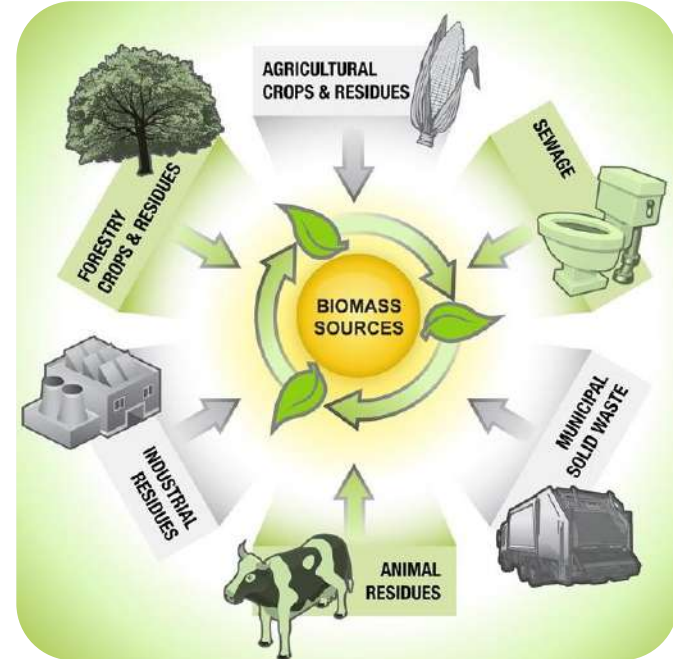 AGRICULTURAL
CROPS & RESIDUES
SEWAGE
MUNICIPAL
SOLID WASTE
ANIMAL
RESIDUES
INDUSTRIAL
RESIDUES
FORESTRY
CROPS & RESIDUES
BIOMASS
SOURCES